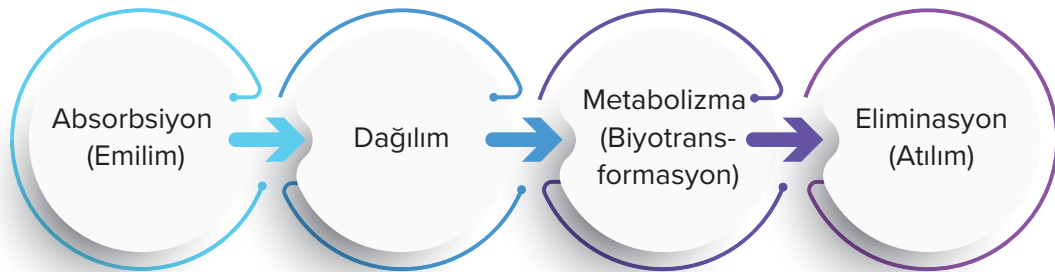 Absorbsiyon
(Emilim)
Dağılım
Metabolizma
(Biyotrans-
formasyon)
Eliminasyon
(Atılım)